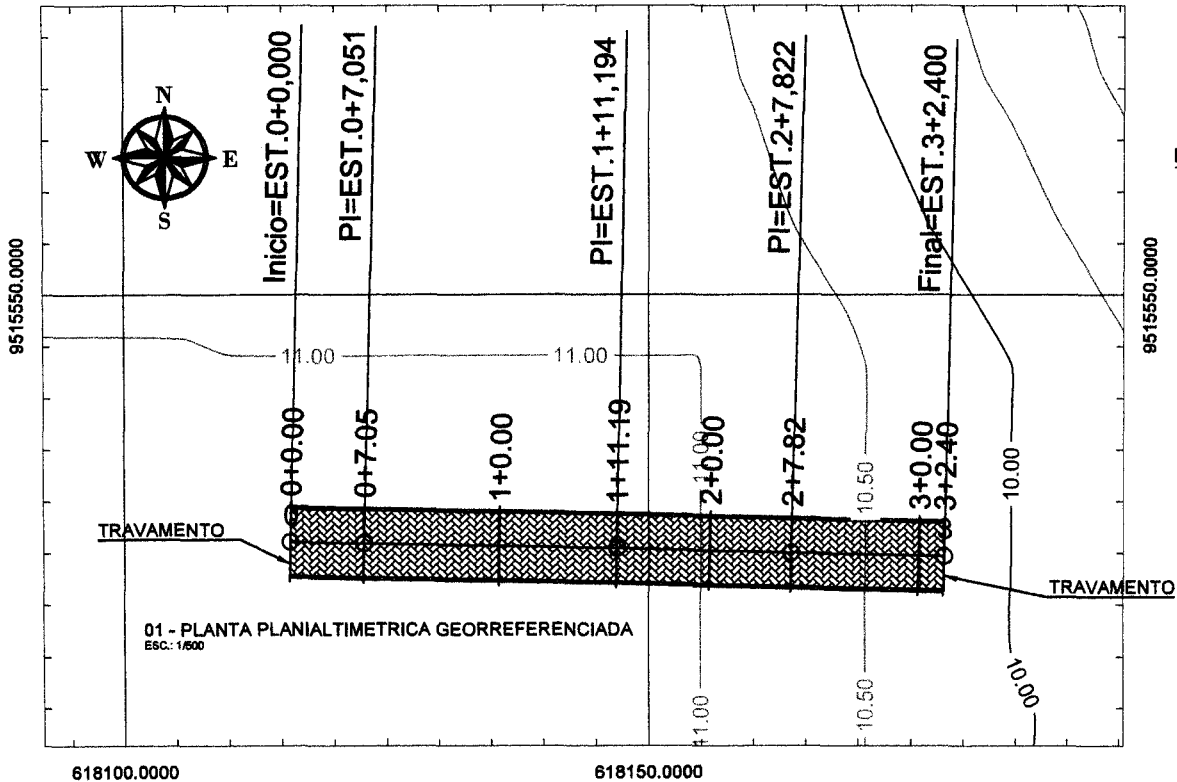 Inicio=EST.0+0,000
PI=EST.0+7,051
PI=EST.1+11,194
PI=EST.2+7,822
Final=EST.3+2,400
N
W
E
S
9515550.0000
9515550.0000
11.00
11.00
11.00
10.50
10.00
0+0.00
0+7.05
1+0.00
1+11.19
2+0.00
2+7.82
3+0.00
3+2.40
TRAVAMENTO
TRAVAMENTO
01 - PLANTA PLANIALTIMETRICA GEORREFERENCIADA
ESC.: 1/500
11.00
10.50
10.00
618100.0000
618150.0000